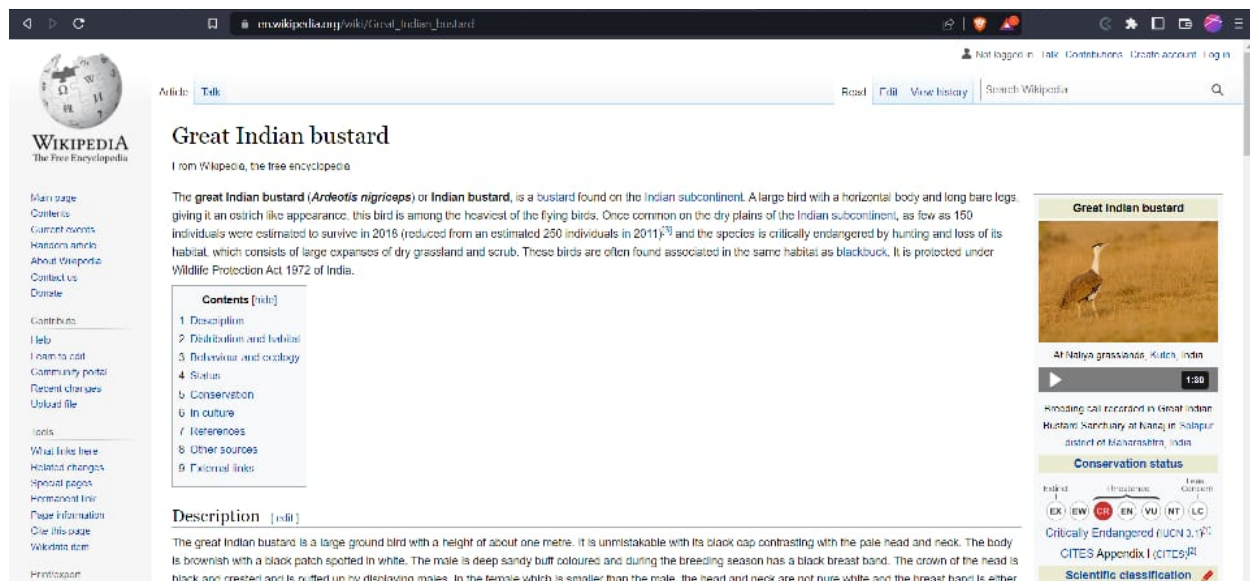 en.wikipedia.org/wiki/Great_Indian_bustard
Not logged in Talk Contributions Create account Log in
Article Talk
Read Edit View history Search Wikipedia
WIKIPEDIA
The Free Encyclopedia
Great Indian bustard
From Wikipedia, the free encyclopedia
Main page
Contents
Current events
Random article
About Wikipedia
Contact us
Donate
Contribute
Help
Learn to edit
Community portal
Recent changes
Upload file
Tools
What links here
Related changes
Special pages
Permanent link
Page information
Cite this page
Wikidata item
Print/export
The great Indian bustard (Ardeotis nigriceps) or Indian bustard, is a bustard found on the Indian subcontinent. A large bird with a horizontal body and long bare legs,
giving it an ostrich like appearance, this bird is among the heaviest of the flying birds. Once common on the dry plains of the Indian subcontinent, as few as 150
individuals were estimated to survive in 2018 (reduced from an estimated 250 individuals in 2011)[3] and the species is critically endangered by hunting and loss of its
habitat, which consists of large expanses of dry grassland and scrub. These birds are often found associated in the same habitat as blackbuck. It is protected under
Wildlife Protection Act 1972 of India.
Contents [hide]
1 Description
2 Distribution and habitat
3 Behaviour and ecology
4 Status
5 Conservation
6 In culture
7 References
8 Other sources
9 External links
Description [edit]
The great Indian bustard is a large ground bird with a height of about one metre. It is unmistakable with its black cap contrasting with the pale head and neck. The body
is brownish with a black patch spotted in white. The male is deep sandy buff coloured and during the breeding season has a black breast band. The crown of the head is
black and crested and is puffed up by displaying males. In the female which is smaller than the male, the head and neck are not pure white and the breast band is either
Great Indian bustard
At Naliya grasslands, Kutch, India
1:30
Breeding call recorded in Great Indian
Bustard Sanctuary at Nanaj in Solapur
district of Maharashtra, India
Conservation status
Extinct Threatened Least Concern
EX EW CR EN VU NT LC
Critically Endangered (IUCN 3.1)[1]
CITES Appendix I (CITES)[2]
Scientific classification